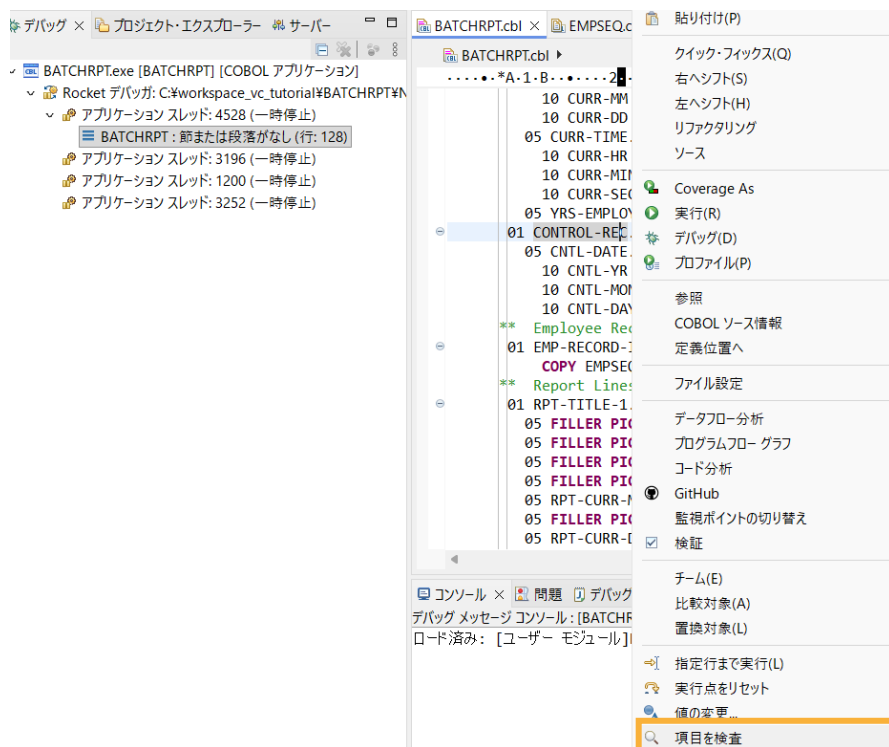 デバッグ プロジェクト・エクスプローラー サーバー
BATCHRPT.exe [BATCHRPT] [COBOL アプリケーション]
Rocket デバッガ: C:¥workspace_vc_tutorial¥BATCHRPT¥N
アプリケーション スレッド: 4528 (一時停止)
BATCHRPT : 節または段落がなし (行: 128)
アプリケーション スレッド: 3196 (一時停止)
アプリケーション スレッド: 1200 (一時停止)
アプリケーション スレッド: 3252 (一時停止)
BATCHRPT.cbl EMPSEQ.c
BATCHRPT.cbl
*A·1·B··•····2
10 CURR-MM
10 CURR-DD
05 CURR-TIME.
10 CURR-HR
10 CURR-MIN
10 CURR-SEC
05 YRS-EMPLOY
01 CONTROL-REC.
05 CNTL-DATE.
10 CNTL-YR
10 CNTL-MON
10 CNTL-DAY
** Employee Rec
01 EMP-RECORD-I
COPY EMPSEQ
** Report Lines
01 RPT-TITLE-1.
05 FILLER PIC
05 FILLER PIC
05 FILLER PIC
05 FILLER PIC
05 RPT-CURR-M
05 FILLER PIC
05 RPT-CURR-D
コンソール 問題 デバッグ
デバッグ メッセージ コンソール : [BATCHR
ロード済み: [ユーザー モジュール]
貼り付け(P)
クイック・フィックス(Q)
右へシフト(S)
左へシフト(H)
リファクタリング
ソース
Coverage As
実行(R)
デバッグ(D)
プロファイル(P)
参照
COBOL ソース情報
定義位置へ
ファイル設定
データフロー分析
プログラムフロー グラフ
コード分析
GitHub
監視ポイントの切り替え
検証
チーム(E)
比較対象(A)
置換対象(L)
指定行まで実行(L)
実行点をリセット
値の変更...
項目を検査